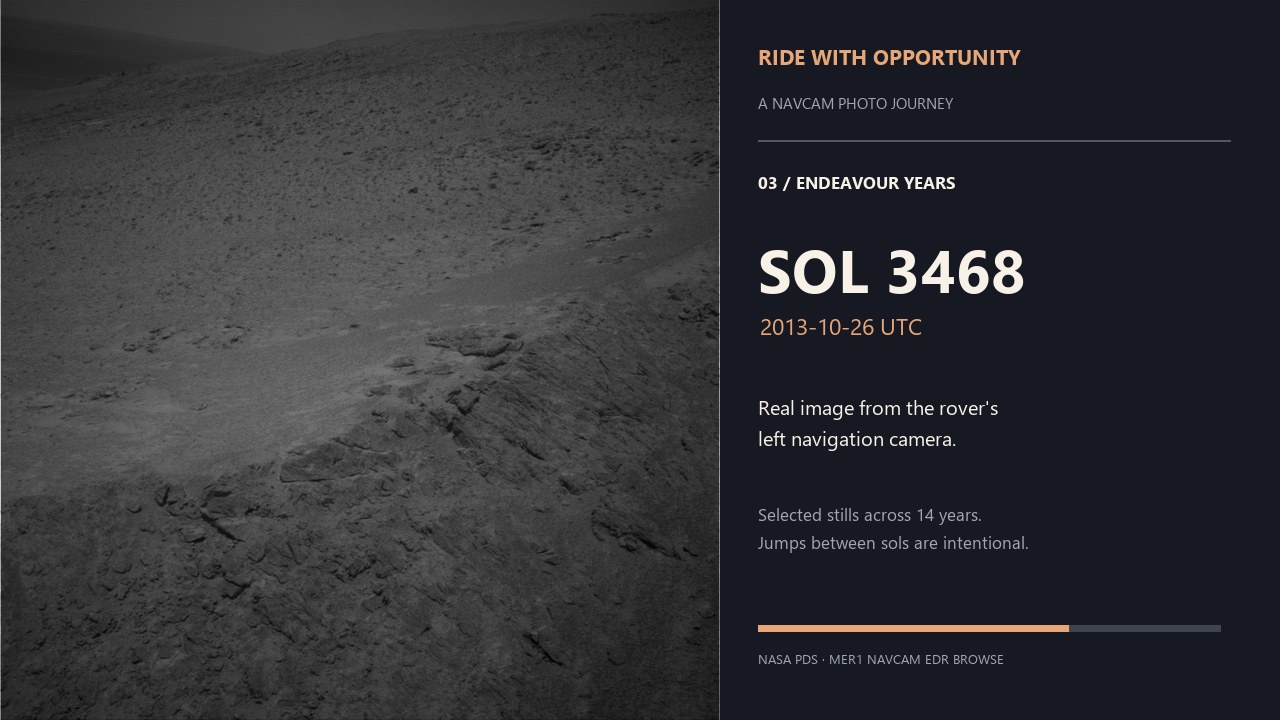 RIDE WITH OPPORTUNITY
A NAVCAM PHOTO JOURNEY
03 / ENDEAVOUR YEARS
SOL 3468
2013-10-26 UTC
Real image from the rover's
left navigation camera.
Selected stills across 14 years.
Jumps between sols are intentional.
NASA PDS · MER1 NAVCAM EDR BROWSE